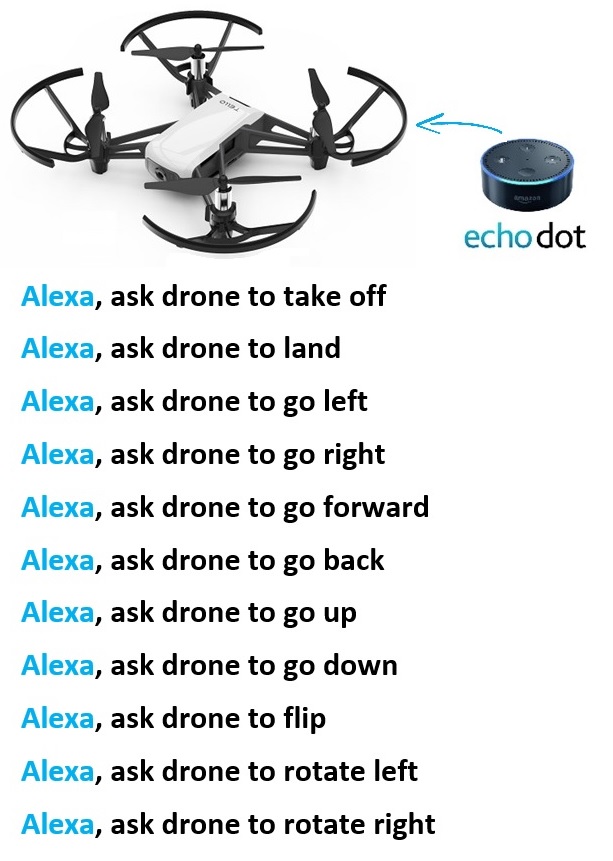 TELLO
amazon
echo dot
Alexa, ask drone to take off
Alexa, ask drone to land
Alexa, ask drone to go left
Alexa, ask drone to go right
Alexa, ask drone to go forward
Alexa, ask drone to go back
Alexa, ask drone to go up
Alexa, ask drone to go down
Alexa, ask drone to flip
Alexa, ask drone to rotate left
Alexa, ask drone to rotate right